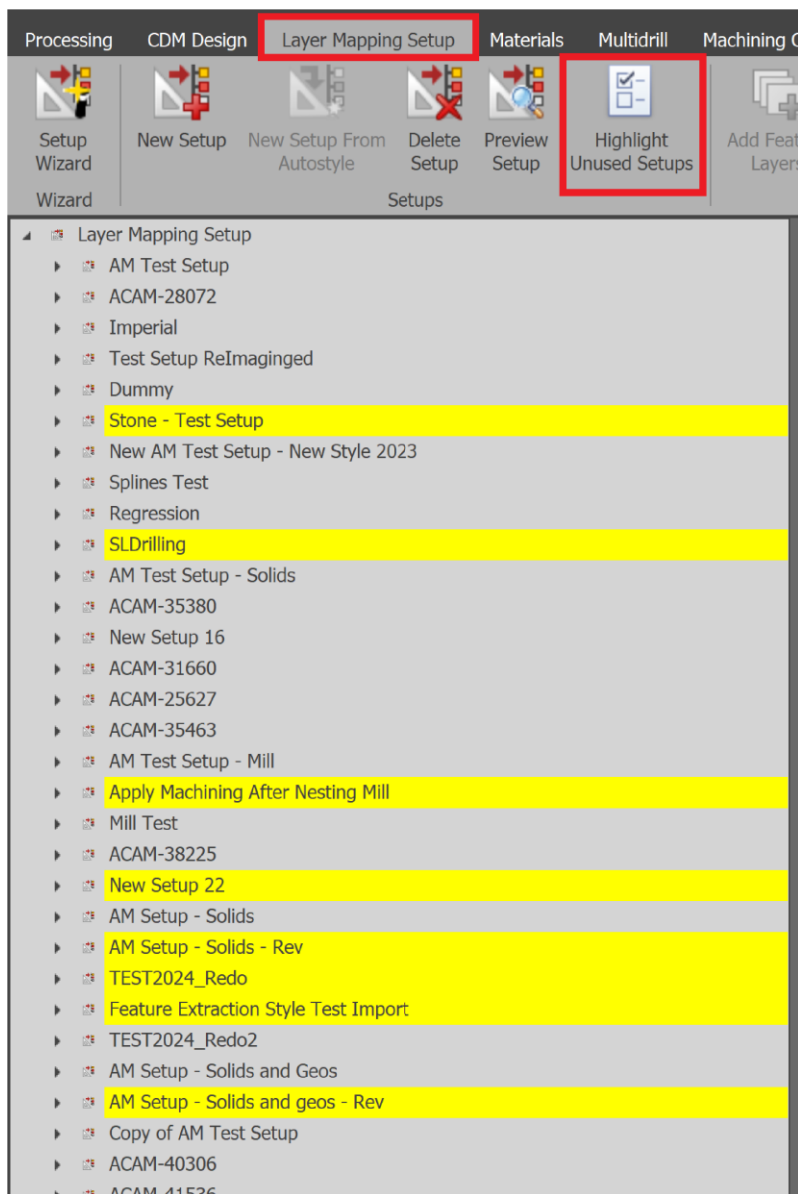 Processing CDM Design Layer Mapping Setup Materials Multidrill Machining
Setup Wizard
New Setup
New Setup From Autostyle
Delete Setup
Preview Setup
Highlight Unused Setups
Add
Wizard Setups
Layer Mapping Setup
AM Test Setup
ACAM-28072
Imperial
Test Setup ReImaginged
Dummy
Stone - Test Setup
New AM Test Setup - New Style 2023
Splines Test
Regression
SLDrilling
AM Test Setup - Solids
ACAM-35380
New Setup 16
ACAM-31660
ACAM-25627
ACAM-35463
AM Test Setup - Mill
Apply Machining After Nesting Mill
Mill Test
ACAM-38225
New Setup 22
AM Setup - Solids
AM Setup - Solids - Rev
TEST2024_Redo
Feature Extraction Style Test Import
TEST2024_Redo2
AM Setup - Solids and Geos
AM Setup - Solids and geos - Rev
Copy of AM Test Setup
ACAM-40306
ACAM-41536